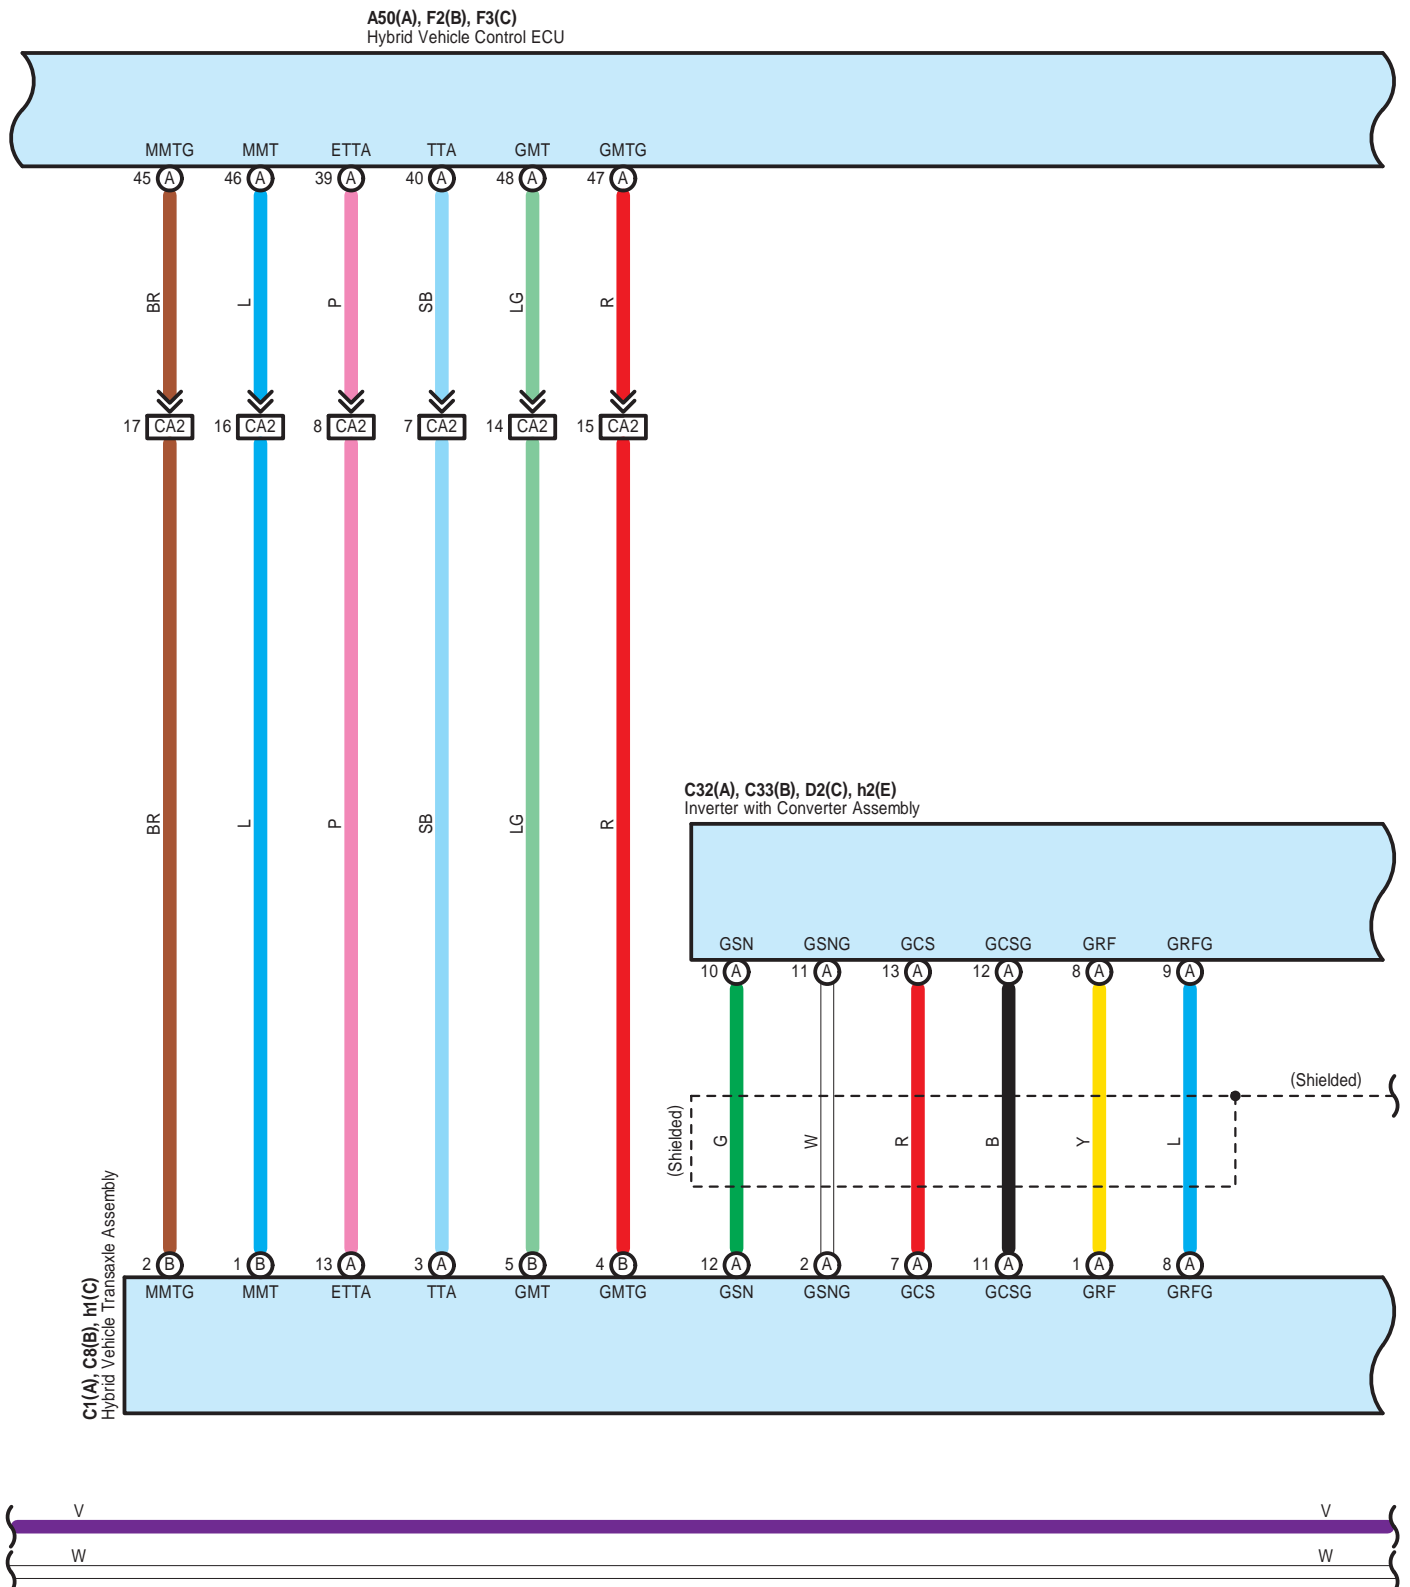 A50(A), F2(B), F3(C)
Hybrid Vehicle Control ECU
MMTG MMT ETTA TTA GMT GMTG
45 A 46 A 39 A 40 A 48 A 47 A
BR L P SB LG R
17 CA2 16 CA2 8 CA2 7 CA2 14 CA2 15 CA2
C32(A), C33(B), D2(C), h2(E)
Inverter with Converter Assembly
BR L P SB LG R
GSN GSNG GCS GCSG GRF GRFG
10 A 11 A 13 A 12 A 8 A 9 A
(Shielded)
(Shielded)
G W R B Y L
2 B 1 B 13 A 3 A 5 B 4 B 12 A 2 A 7 A 11 A 1 A 8 A
MMTG MMT ETTA TTA GMT GMTG GSN GSNG GCS GCSG GRF GRFG
C1(A), C8(B), h1(C)
Hybrid Vehicle Transaxle Assembly
V V
W W